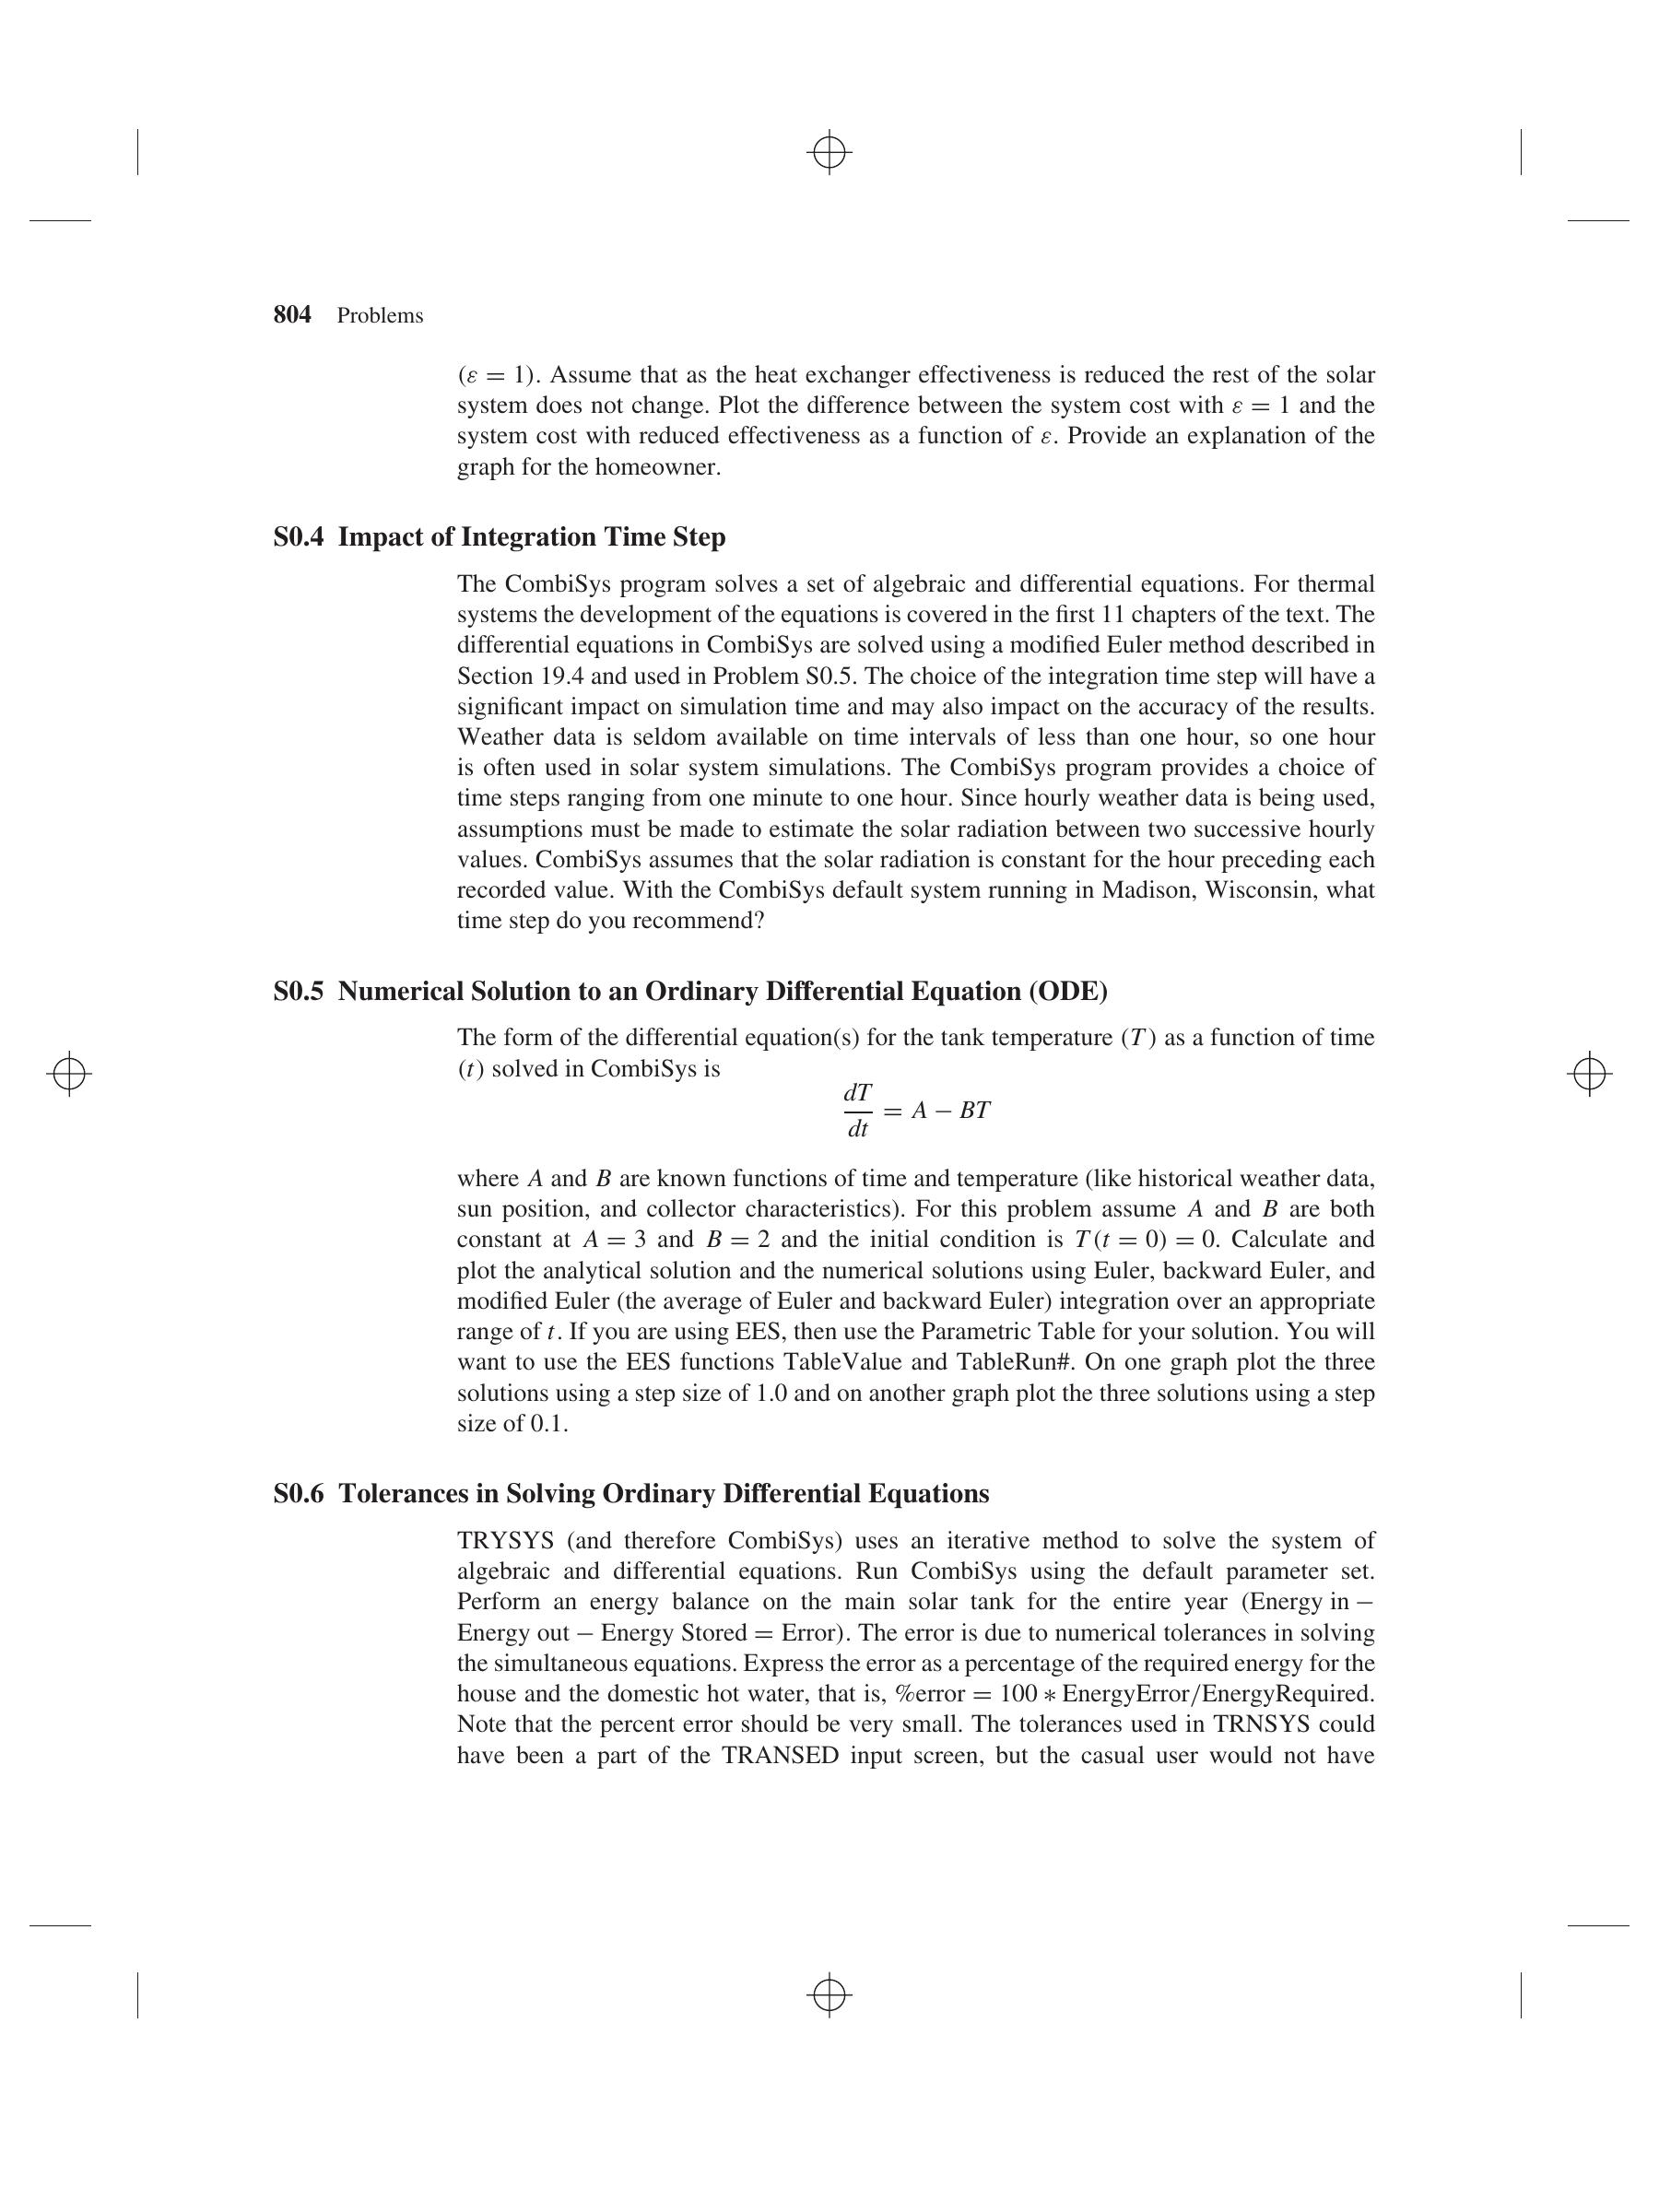 804 Problems
(ε = 1). Assume that as the heat exchanger effectiveness is reduced the rest of the solar
system does not change. Plot the difference between the system cost with ε = 1 and the
system cost with reduced effectiveness as a function of ε. Provide an explanation of the
graph for the homeowner.
S0.4 Impact of Integration Time Step
The CombiSys program solves a set of algebraic and differential equations. For thermal
systems the development of the equations is covered in the first 11 chapters of the text. The
differential equations in CombiSys are solved using a modified Euler method described in
Section 19.4 and used in Problem S0.5. The choice of the integration time step will have a
significant impact on simulation time and may also impact on the accuracy of the results.
Weather data is seldom available on time intervals of less than one hour, so one hour
is often used in solar system simulations. The CombiSys program provides a choice of
time steps ranging from one minute to one hour. Since hourly weather data is being used,
assumptions must be made to estimate the solar radiation between two successive hourly
values. CombiSys assumes that the solar radiation is constant for the hour preceding each
recorded value. With the CombiSys default system running in Madison, Wisconsin, what
time step do you recommend?
S0.5 Numerical Solution to an Ordinary Differential Equation (ODE)
The form of the differential equation(s) for the tank temperature (T) as a function of time
(t) solved in CombiSys is
dT
— = A − BT
dt
where A and B are known functions of time and temperature (like historical weather data,
sun position, and collector characteristics). For this problem assume A and B are both
constant at A = 3 and B = 2 and the initial condition is T(t = 0) = 0. Calculate and
plot the analytical solution and the numerical solutions using Euler, backward Euler, and
modified Euler (the average of Euler and backward Euler) integration over an appropriate
range of t. If you are using EES, then use the Parametric Table for your solution. You will
want to use the EES functions TableValue and TableRun#. On one graph plot the three
solutions using a step size of 1.0 and on another graph plot the three solutions using a step
size of 0.1.
S0.6 Tolerances in Solving Ordinary Differential Equations
TRYSYS (and therefore CombiSys) uses an iterative method to solve the system of
algebraic and differential equations. Run CombiSys using the default parameter set.
Perform an energy balance on the main solar tank for the entire year (Energy in −
Energy out − Energy Stored = Error). The error is due to numerical tolerances in solving
the simultaneous equations. Express the error as a percentage of the required energy for the
house and the domestic hot water, that is, %error = 100 ∗ EnergyError/EnergyRequired.
Note that the percent error should be very small. The tolerances used in TRNSYS could
have been a part of the TRANSED input screen, but the casual user would not have